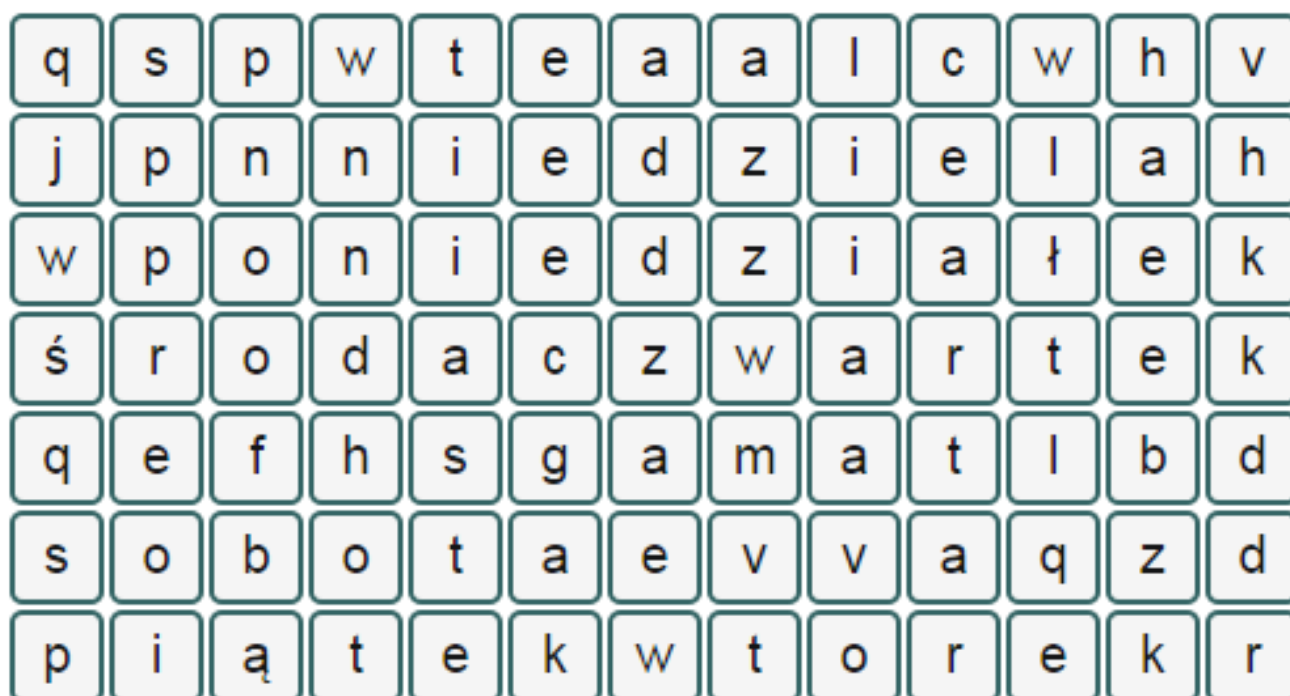 q s p w t e a a l c w h v
j p n n i e d z i e l a h
w p o n i e d z i a ł e k
ś r o d a c z w a r t e k
q e f h s g a m a t l b d
s o b o t a e v v a q z d
p i ą t e k w t o r e k r